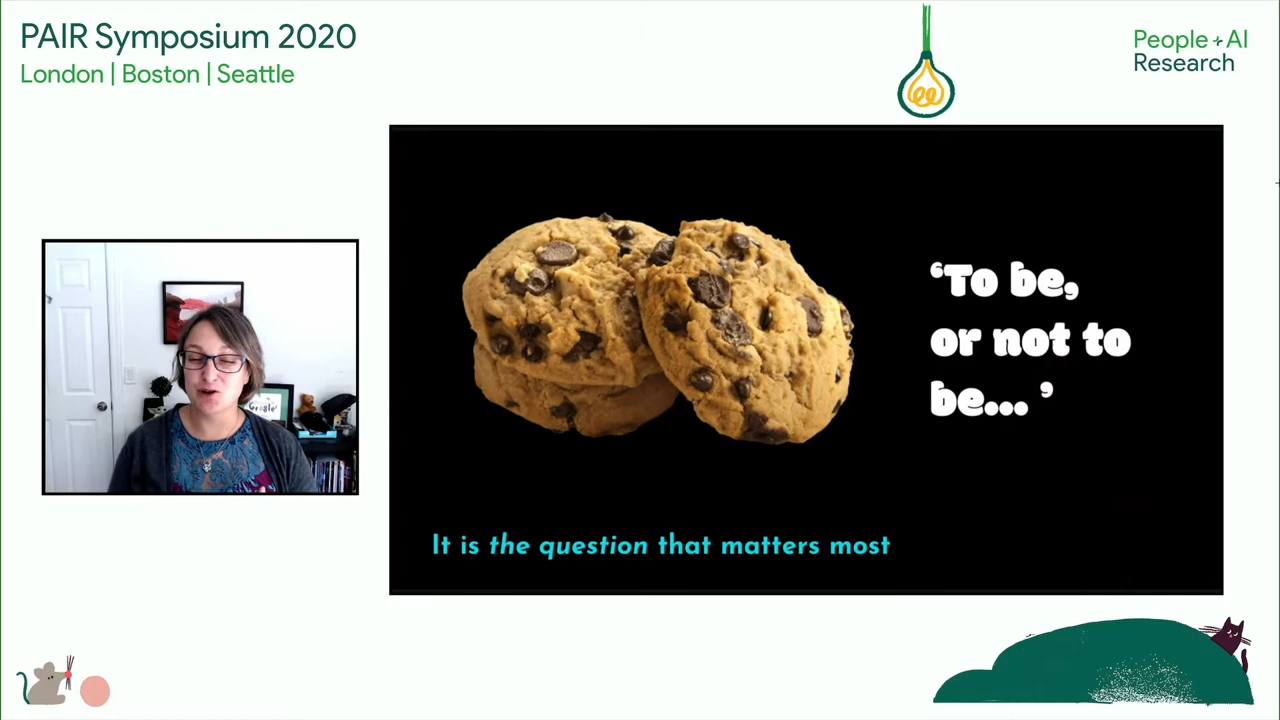 PAIR Symposium 2020
London | Boston | Seattle
People + AI
Research
Google
‘To be,
or not to
be... ’
It is the question that matters most